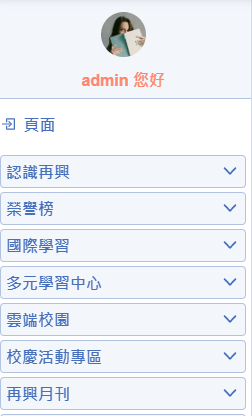 admin 您好
頁面
認識再興
榮譽榜
國際學習
多元學習中心
雲端校園
校慶活動專區
再興月刊